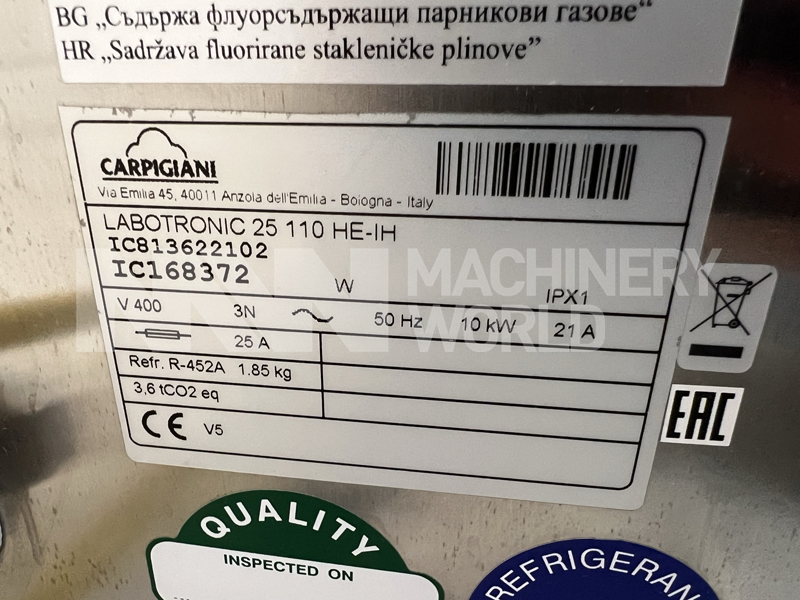 BG „Съдържа флуорсъдържащи парникови газове“
HR „Sadržava fluorirane stakleničke plinove”
CARPIGIANI
Via Emilia 45, 40011 Anzola dell'Emilia - Bologna - Italy
LABOTRONIC 25 110 HE-IH
IC813622102
IC168372
W
IPX1
V 400 3N 50 Hz 10 kW 21 A
25 A
Refr. R-452A 1.85 kg
3,6 tCO2 eq
CE V5
EAC
MACHINERY
WORLD
QUALITY
INSPECTED ON
REFRIGERAN